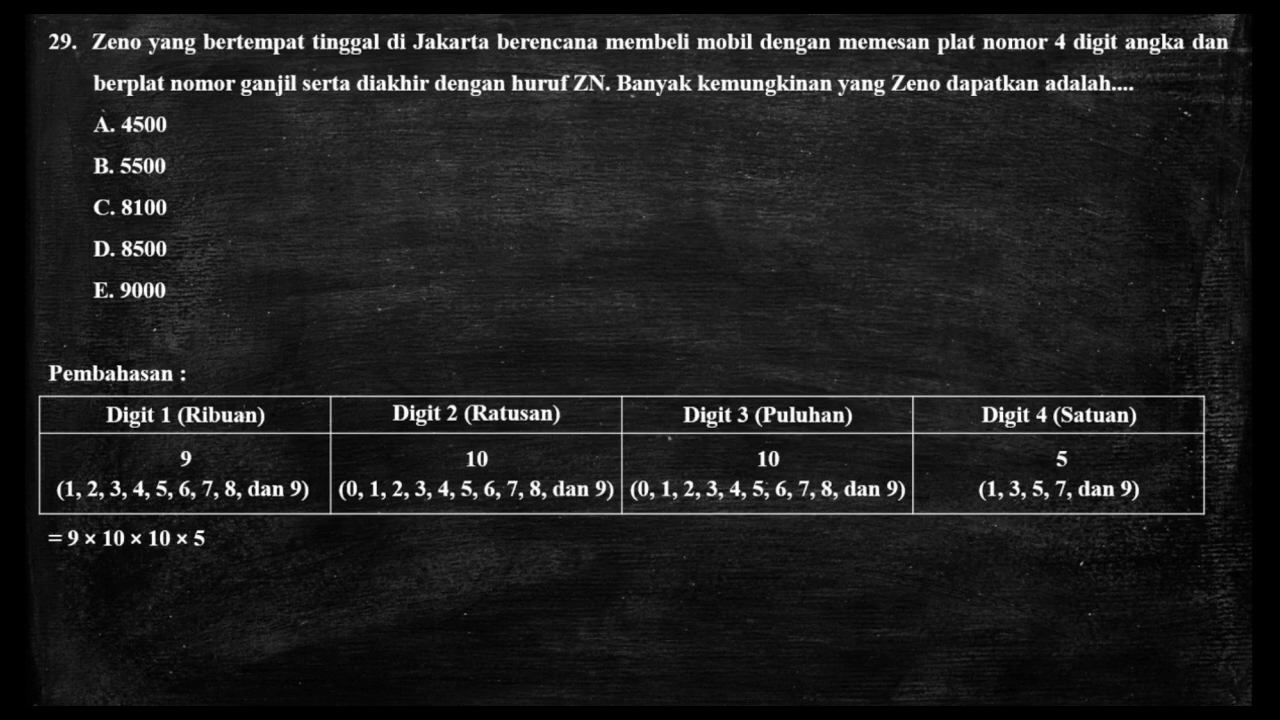 29. Zeno yang bertempat tinggal di Jakarta berencana membeli mobil dengan memesan plat nomor 4 digit angka dan
berplat nomor ganjil serta diakhir dengan huruf ZN. Banyak kemungkinan yang Zeno dapatkan adalah....
A. 4500
B. 5500
C. 8100
D. 8500
E. 9000
Pembahasan :
Digit 1 (Ribuan) Digit 2 (Ratusan) Digit 3 (Puluhan) Digit 4 (Satuan)
9 10 10 5
(1, 2, 3, 4, 5, 6, 7, 8, dan 9) (0, 1, 2, 3, 4, 5, 6, 7, 8, dan 9) (0, 1, 2, 3, 4, 5, 6, 7, 8, dan 9) (1, 3, 5, 7, dan 9)
= 9 × 10 × 10 × 5